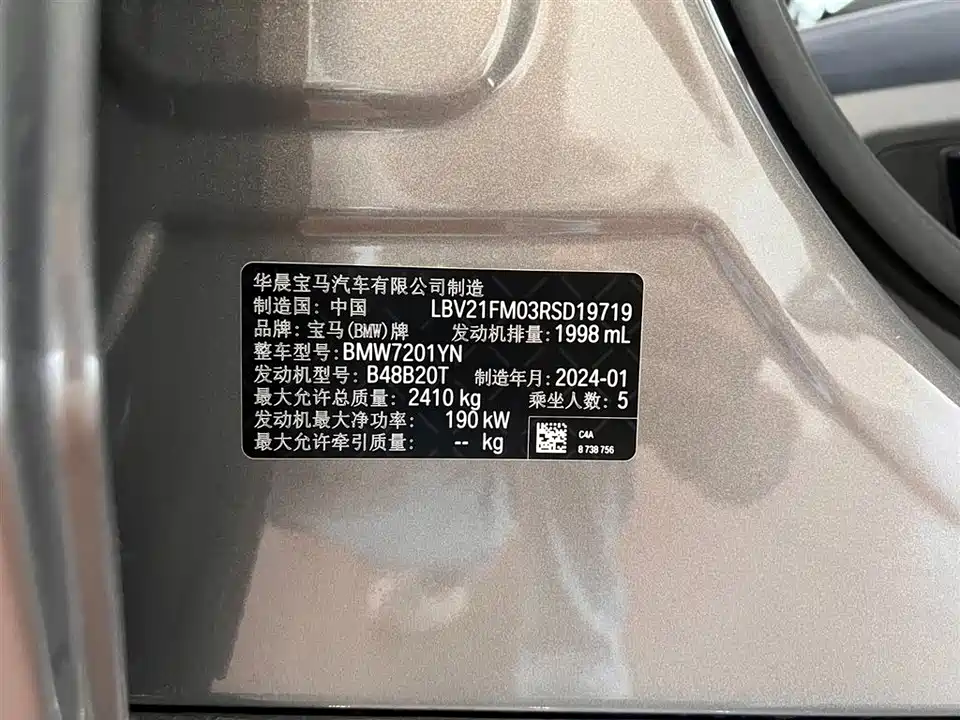 华晨宝马汽车有限公司制造
制造国: 中国 LBV21FM03RSD19719
品牌: 宝马(BMW)牌 发动机排量: 1998 mL
整车型号: BMW7201YN
发动机型号: B48B20T 制造年月: 2024-01
最大允许总质量: 2410 kg 乘坐人数: 5
发动机最大净功率: 190 kW
最大允许牵引质量: -- kg
C4A
8 738 756